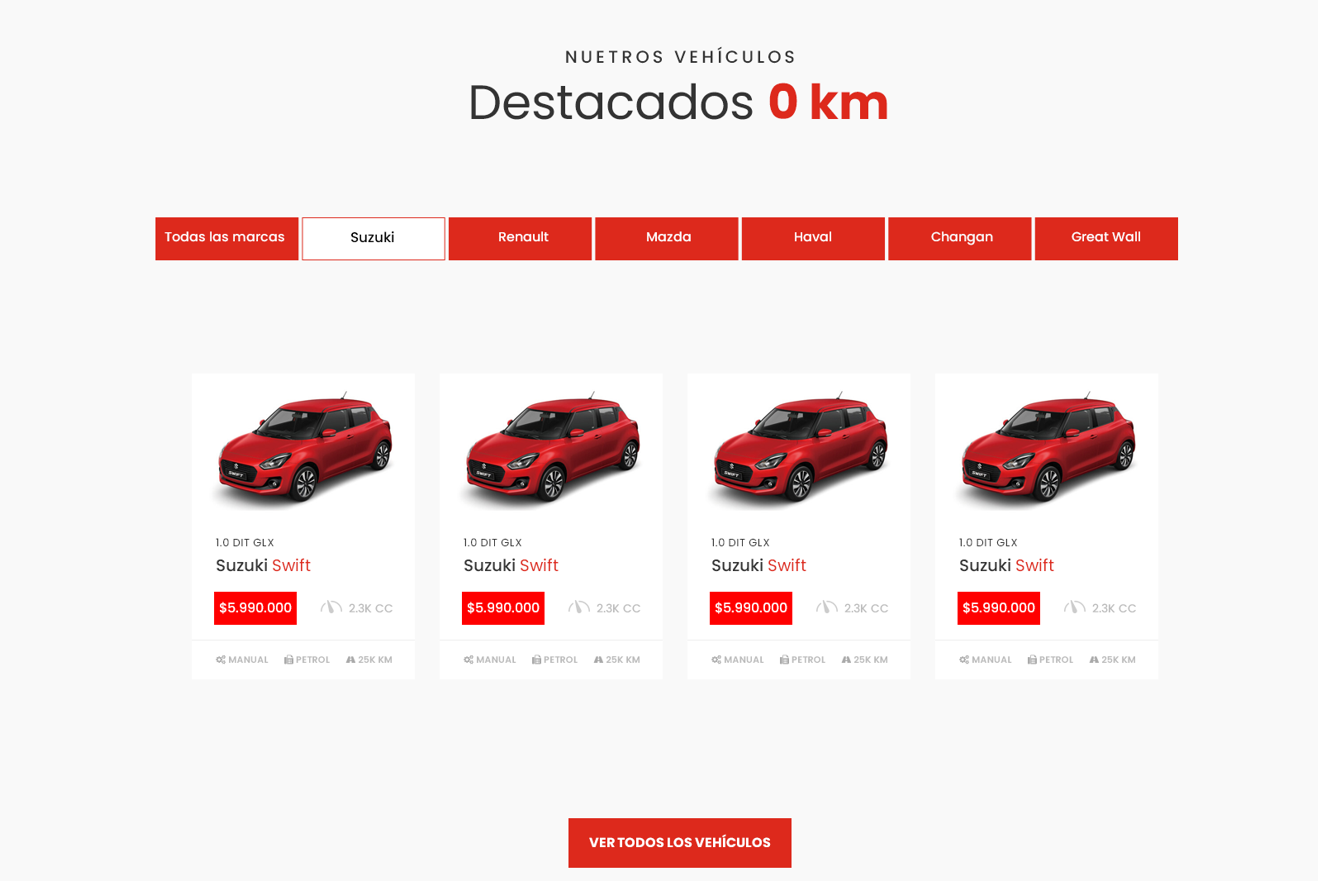 NUETROS VEHÍCULOS
Destacados 0 km
Todas las marcas Suzuki Renault Mazda Haval Changan Great Wall
SWIFT SWIFT SWIFT SWIFT
1.0 DIT GLX 1.0 DIT GLX 1.0 DIT GLX 1.0 DIT GLX
Suzuki Swift Suzuki Swift Suzuki Swift Suzuki Swift
$5.990.000 2.3K CC $5.990.000 2.3K CC $5.990.000 2.3K CC $5.990.000 2.3K CC
MANUAL PETROL 25K KM MANUAL PETROL 25K KM MANUAL PETROL 25K KM MANUAL PETROL 25K KM
VER TODOS LOS VEHÍCULOS